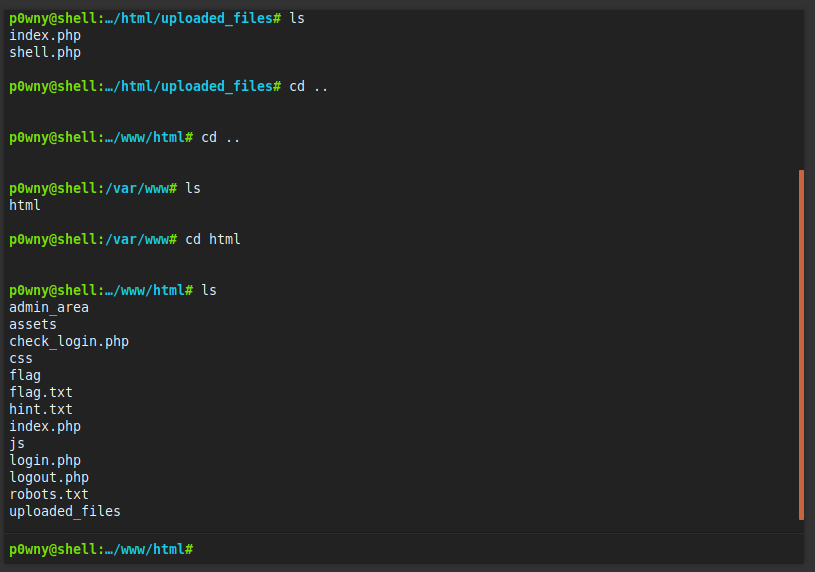 p0wny@shell:…/html/uploaded_files# ls
index.php
shell.php
p0wny@shell:…/html/uploaded_files# cd ..
p0wny@shell:…/www/html# cd ..
p0wny@shell:/var/www# ls
html
p0wny@shell:/var/www# cd html
p0wny@shell:…/www/html# ls
admin_area
assets
check_login.php
css
flag
flag.txt
hint.txt
index.php
js
login.php
logout.php
robots.txt
uploaded_files
p0wny@shell:…/www/html#